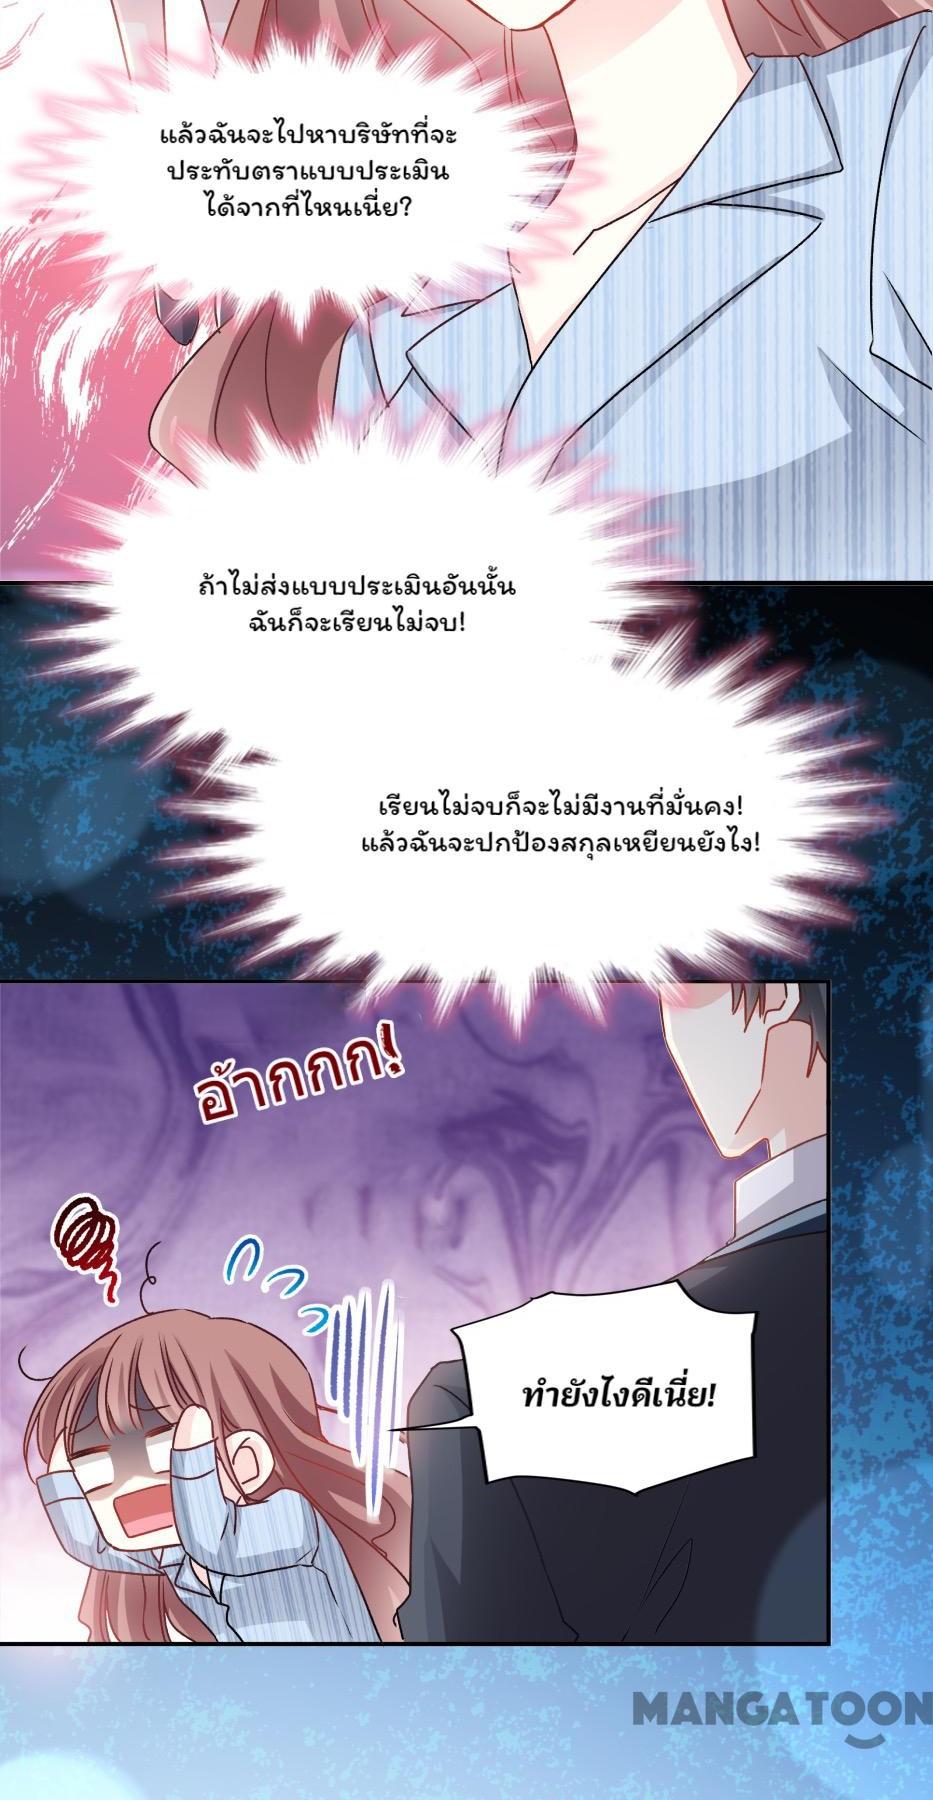 แล้วฉันจะไปหาบริษัทที่จะ
ประทับตราแบบประเมิน
ได้จากที่ไหนเนี่ย?
ถ้าไม่ส่งแบบประเมินอันนั้น
ฉันก็จะเรียนไม่จบ!
เรียนไม่จบก็จะไม่มีงานที่มั่นคง!
แล้วฉันจะปกป้องสกุลเหยียนยังไง!
อ้ากกก!
ทำยังไงดีเนี่ย!
MANGATOON